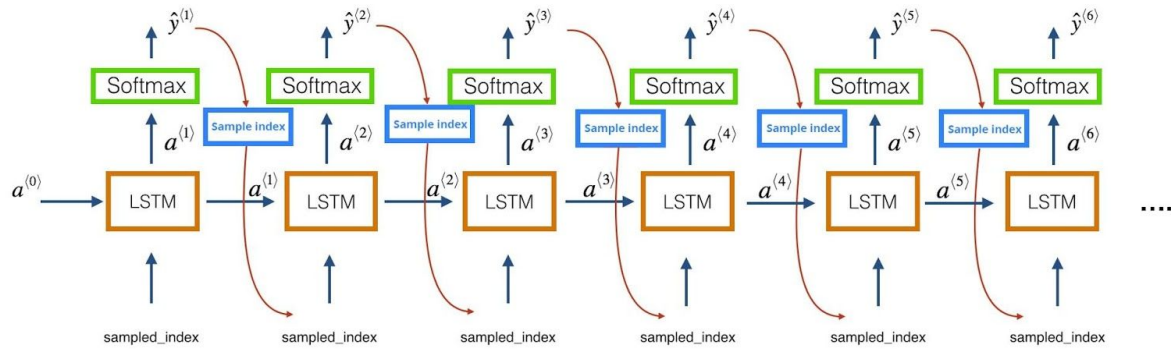 ŷ⟨1⟩ ŷ⟨2⟩ ŷ⟨3⟩ ŷ⟨4⟩ ŷ⟨5⟩ ŷ⟨6⟩
Softmax Softmax Softmax Softmax Softmax Softmax
Sample index Sample index Sample index Sample index Sample index
a⟨1⟩ a⟨2⟩ a⟨3⟩ a⟨4⟩ a⟨5⟩ a⟨6⟩
a⟨0⟩ LSTM a⟨1⟩ LSTM a⟨2⟩ LSTM a⟨3⟩ LSTM a⟨4⟩ LSTM a⟨5⟩ LSTM ....
sampled_index sampled_index sampled_index sampled_index sampled_index sampled_index